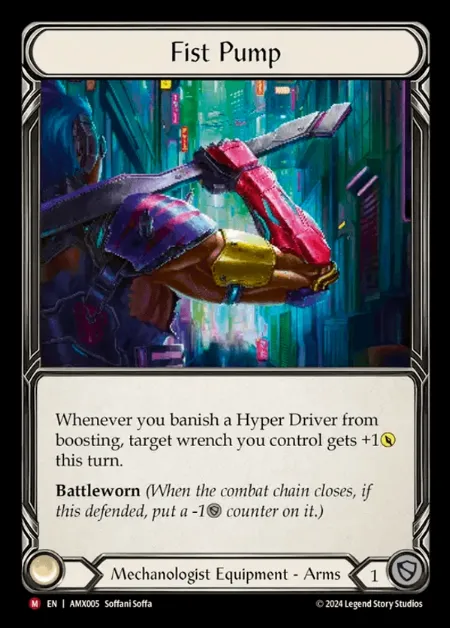 Fist Pump
Whenever you banish a Hyper Driver from
boosting, target wrench you control gets +1
this turn.
Battleworn (When the combat chain closes, if
this defended, put a -1 counter on it.)
Mechanologist Equipment - Arms
1
M EN | AMX005 Soffani Soffa
© 2024 Legend Story Studios